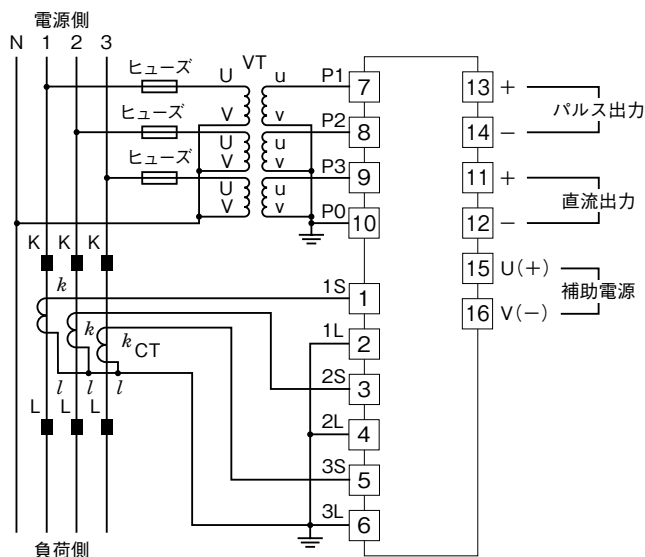 電源側
N 1 2 3
ヒューズ
VT
U u P1 7 13 +
パルス出力
V v
ヒューズ
P2 8 14 −
U u
V v
ヒューズ
P3 9 11 +
U u
直流出力
V v
P0 10 12 −
K K K
15 U(+)
補助電源
k 1S 1
16 V(−)
k 1L 2
k CT
l l l 2S 3
L L L
2L 4
3S 5
3L 6
負荷側